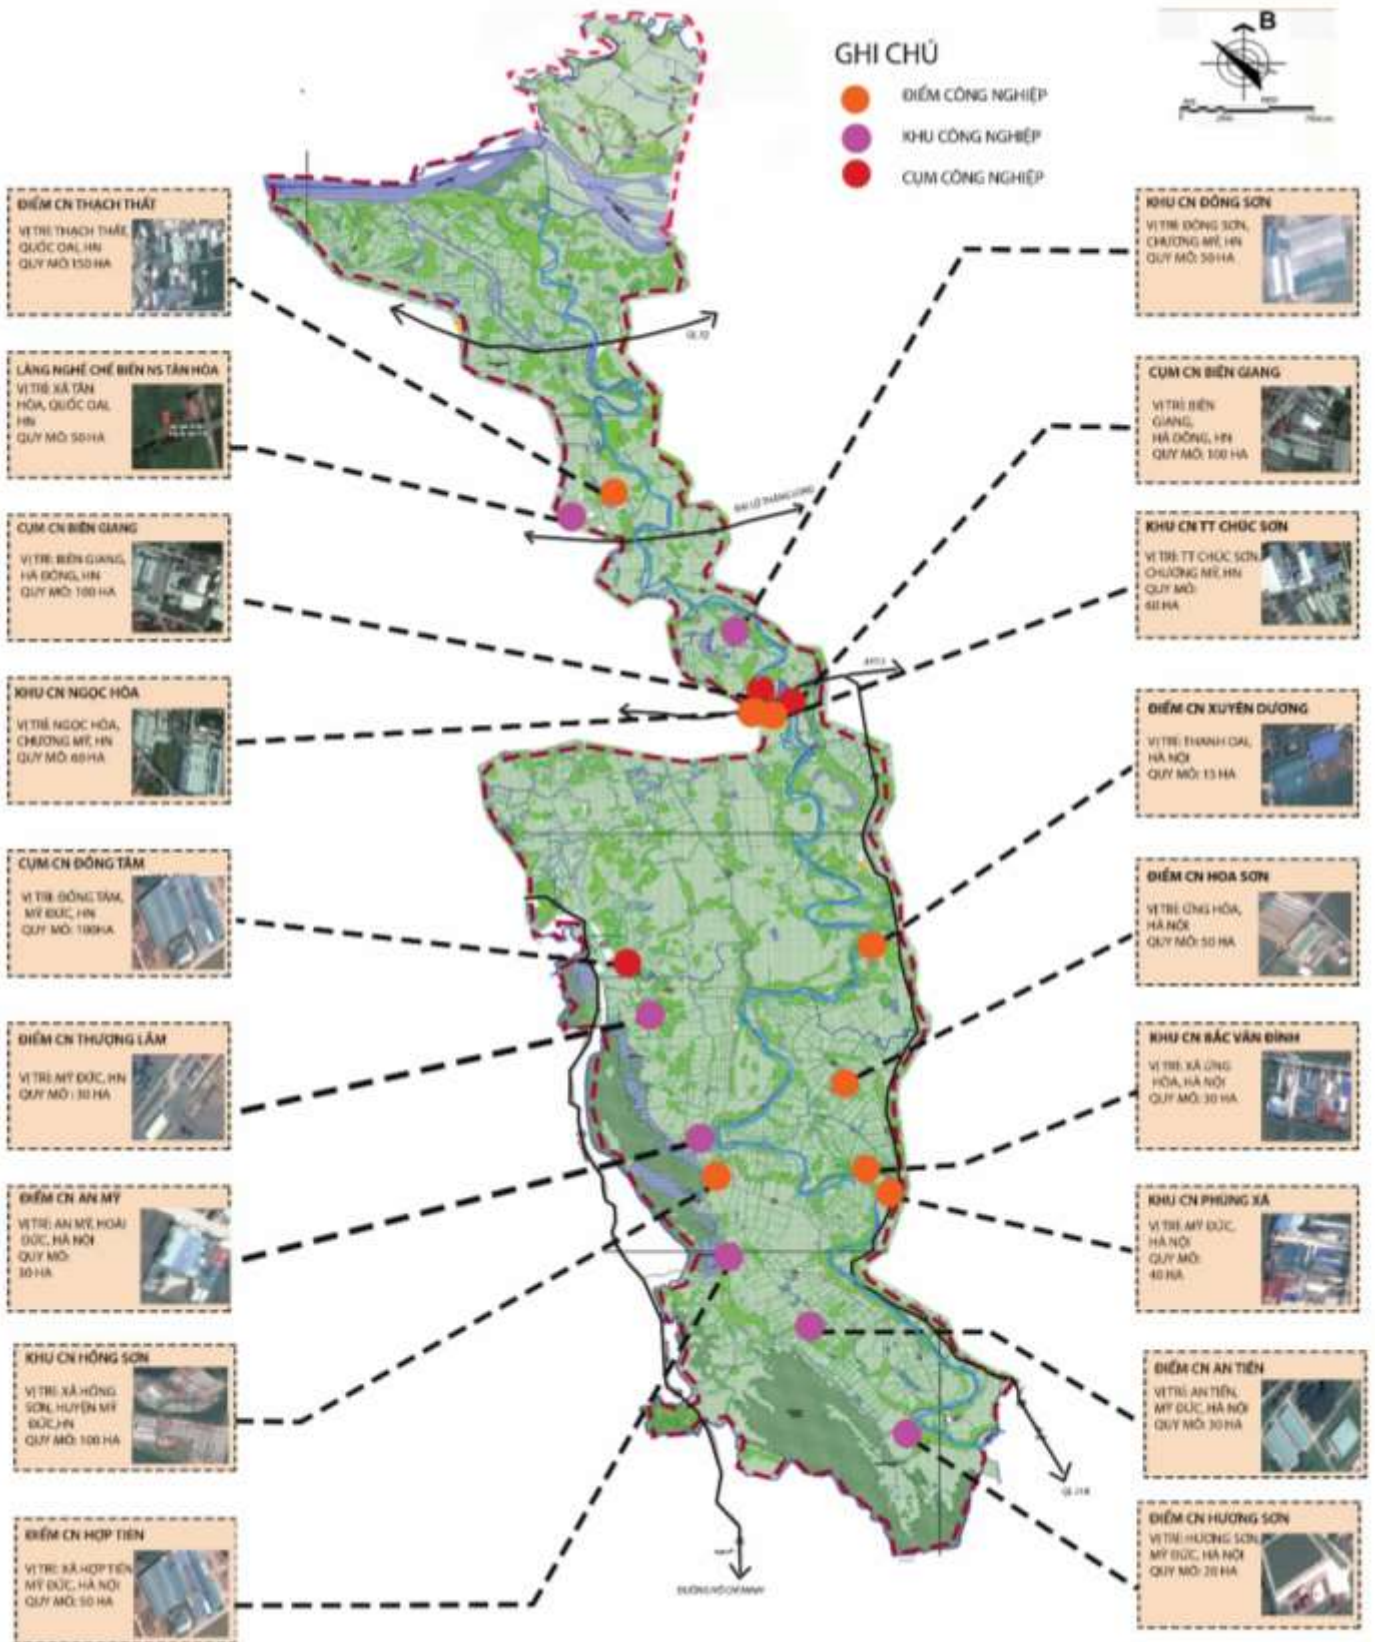 GHI CHÚ
ĐIỂM CÔNG NGHIỆP
KHU CÔNG NGHIỆP
CỤM CÔNG NGHIỆP
B
ĐIỂM CN THẠCH THẤT
VỊ TRÍ: THẠCH THẤT,
QUỐC OAI, HN
QUY MÔ: 150 HA
LÀNG NGHỀ CHẾ BIẾN NS TÂN HÒA
VỊ TRÍ: XÃ TÂN
HÒA, QUỐC OAI,
HN
QUY MÔ: 50 HA
CỤM CN BIÊN GIANG
VỊ TRÍ: BIÊN GIANG,
HÀ ĐÔNG, HN
QUY MÔ: 100 HA
KHU CN NGỌC HÒA
VỊ TRÍ: NGỌC HÒA,
CHƯƠNG MỸ, HN
QUY MÔ: 60 HA
CỤM CN ĐỒNG TÂM
VỊ TRÍ: ĐỒNG TÂM,
MỸ ĐỨC, HN
QUY MÔ: 100HA
ĐIỂM CN THƯỢNG LÂM
VỊ TRÍ: MỸ ĐỨC, HN
QUY MÔ : 30 HA
ĐIỂM CN AN MỸ
VỊ TRÍ: AN MỸ, HOÀI
ĐỨC, HÀ NỘI
QUY MÔ:
30 HA
KHU CN HỒNG SƠN
VỊ TRÍ: XÃ HỒNG
SƠN, HUYỆN MỸ
ĐỨC,HN
QUY MÔ: 100 HA
ĐIỂM CN HỢP TIẾN
VỊ TRÍ: XÃ HỢP TIẾN
MỸ ĐỨC, HÀ NỘI
QUY MÔ: 50 HA
QL32
ĐẠI LỘ THĂNG LONG
QL21B
KHU CN ĐÔNG SƠN
VỊ TRÍ: ĐÔNG SƠN,
CHƯƠNG MỸ, HN
QUY MÔ: 50 HA
CỤM CN BIÊN GIANG
VỊ TRÍ: BIÊN
GIANG,
HÀ ĐÔNG, HN
QUY MÔ: 100 HA
KHU CN TT CHÚC SƠN
VỊ TRÍ: TT CHÚC SƠN,
CHƯƠNG MỸ, HN
QUY MÔ:
60 HA
ĐIỂM CN XUYÊN DƯƠNG
VỊ TRÍ: THANH OAI,
HÀ NỘI
QUY MÔ: 15 HA
ĐIỂM CN HOA SƠN
VỊ TRÍ: ỨNG HÒA,
HÀ NỘI
QUY MÔ: 50 HA
KHU CN BẮC VÂN ĐÌNH
VỊ TRÍ: XÃ ỨNG
HÒA, HÀ NỘI
QUY MÔ: 30 HA
KHU CN PHÙNG XÁ
VỊ TRÍ: MỸ ĐỨC,
HÀ NỘI
QUY MÔ:
40 HA
ĐIỂM CN AN TIẾN
VỊ TRÍ: AN TIẾN,
MỸ ĐỨC, HÀ NỘI
QUY MÔ: 30 HA
ĐIỂM CN HƯƠNG SƠN
VỊ TRÍ: HƯƠNG SƠN,
MỸ ĐỨC, HÀ NỘI
QUY MÔ: 20 HA